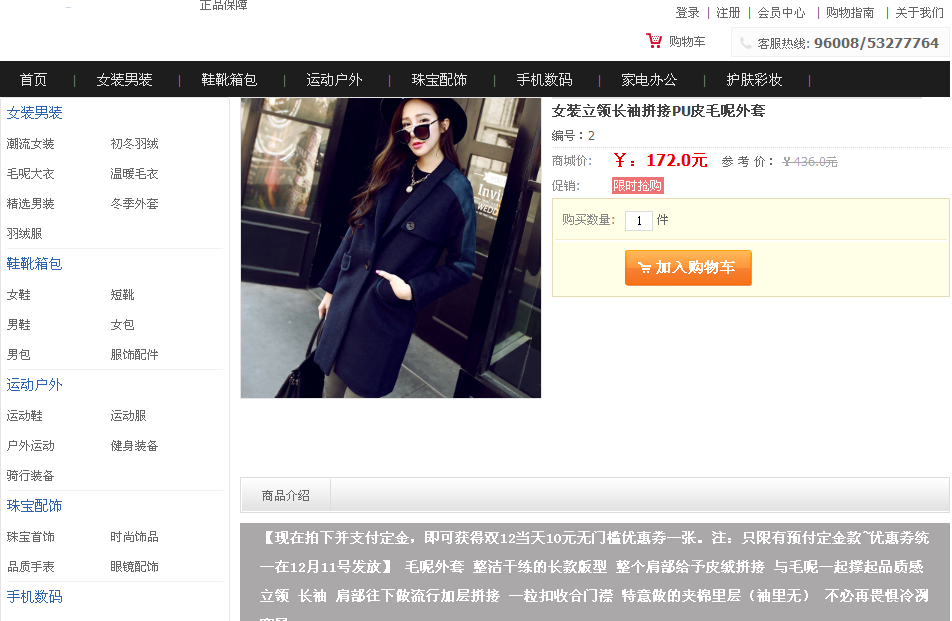 正品保障
登录 | 注册 | 会员中心 | 购物指南 | 关于我们
购物车 客服热线: 96008/53277764
首页 | 女装男装 | 鞋靴箱包 | 运动户外 | 珠宝配饰 | 手机数码 | 家电办公 | 护肤彩妆 |
女装男装
潮流女装 初冬羽绒
毛呢大衣 温暖毛衣
精选男装 冬季外套
羽绒服
鞋靴箱包
女鞋 短靴
男鞋 女包
男包 服饰配件
运动户外
运动鞋 运动服
户外运动 健身装备
骑行装备
珠宝配饰
珠宝首饰 时尚饰品
品质手表 眼镜配饰
手机数码
Invi
WEDD
女装立领长袖拼接PU皮毛呢外套
编号：2
商城价: ￥：172.0元 参 考 价： ￥436.0元
促销: 限时抢购
购买数量: 1 件
加入购物车
商品介绍
【现在拍下并支付定金，即可获得双12当天10元无门槛优惠券一张。注：只限有预付定金款~优惠券统
一在12月11号发放】 毛呢外套 整洁干练的长款版型 整个肩部给予皮绒拼接 与毛呢一起撑起品质感
立领 长袖 肩部往下做流行加层拼接 一粒扣收合门襟 特意做的夹棉里层（袖里无） 不必再畏惧冷冽